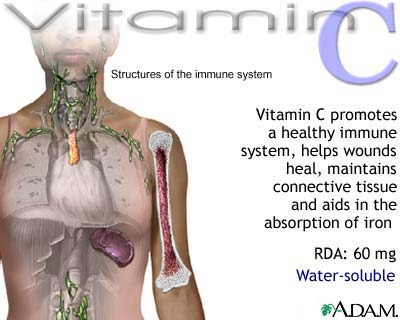 Vitamin
C
Structures of the immune system
Vitamin C promotes
a healthy immune
system, helps wounds
heal, maintains
connective tissue
and aids in the
absorption of iron
RDA: 60 mg
Water-soluble
A.D.A.M.